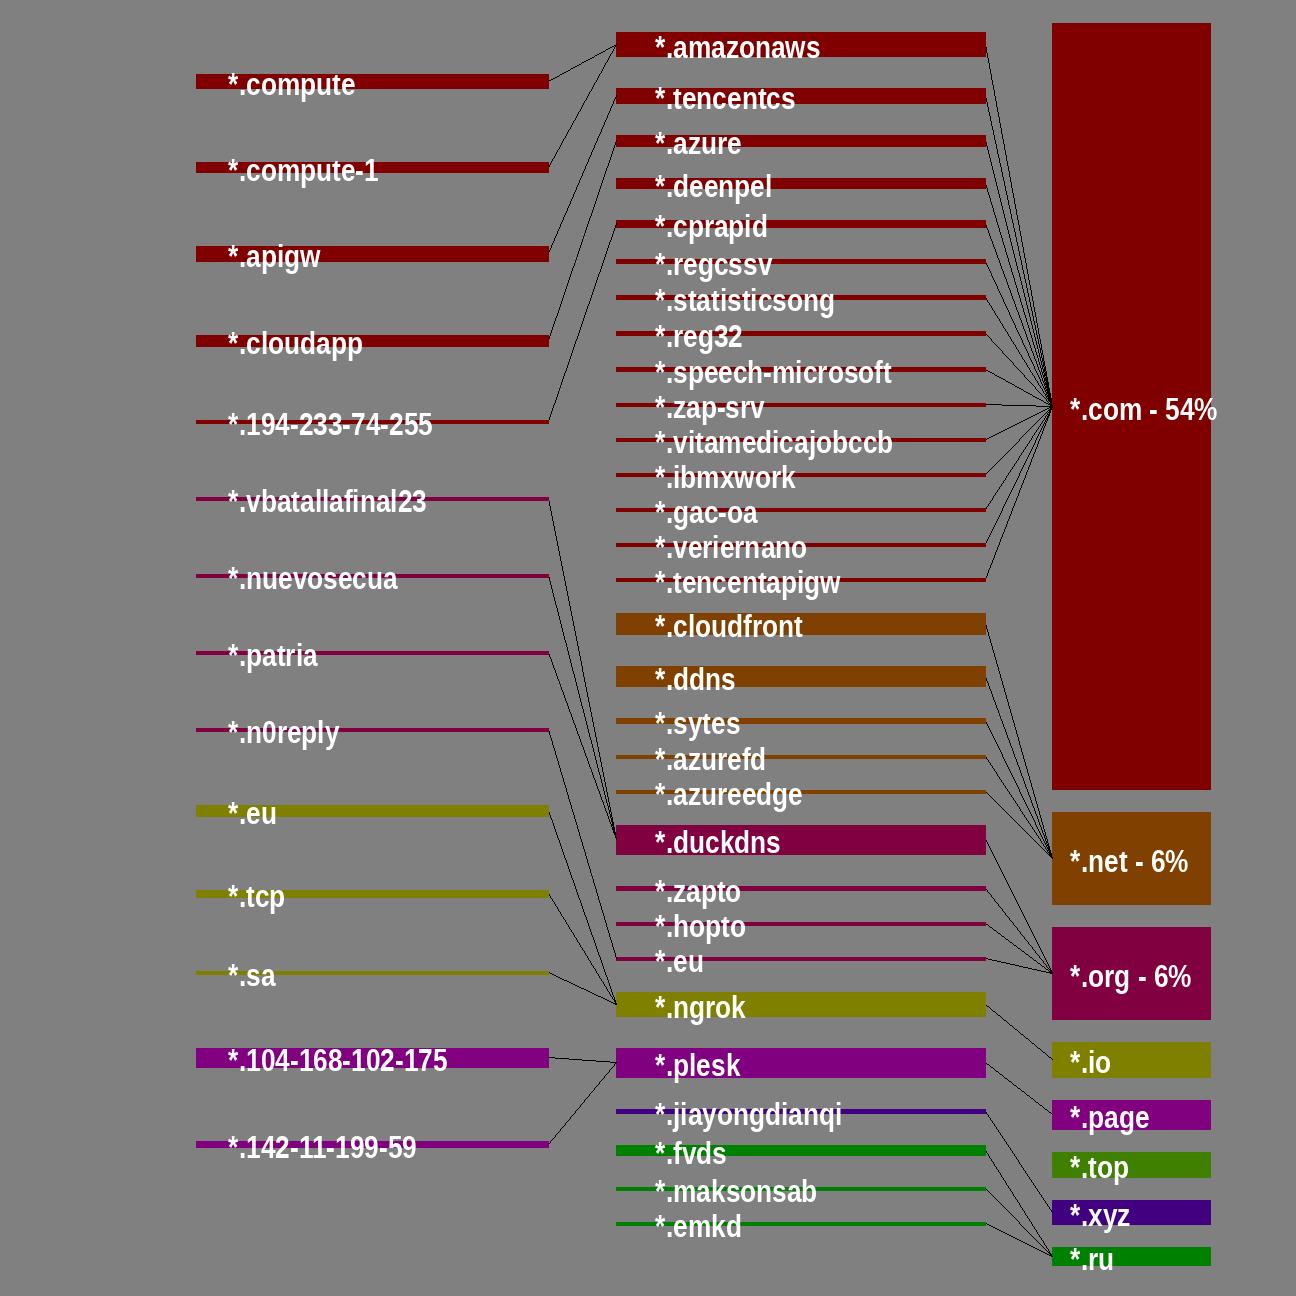 *.compute
*.compute-1
*.apigw
*.cloudapp
*.194-233-74-255
*.vbatallafinal23
*.nuevosecua
*.patria
*.n0reply
*.eu
*.tcp
*.sa
*.104-168-102-175
*.142-11-199-59
*.amazonaws
*.tencentcs
*.azure
*.deenpel
*.cprapid
*.regcssv
*.statisticsong
*.reg32
*.speech-microsoft
*.zap-srv
*.vitamedicajobccb
*.ibmxwork
*.gac-oa
*.veriernano
*.tencentapigw
*.cloudfront
*.ddns
*.sytes
*.azurefd
*.azureedge
*.duckdns
*.zapto
*.hopto
*.eu
*.ngrok
*.plesk
*.jiayongdianqi
*.fvds
*.maksonsab
*.emkd
*.com - 54%
*.net - 6%
*.org - 6%
*.io
*.page
*.top
*.xyz
*.ru